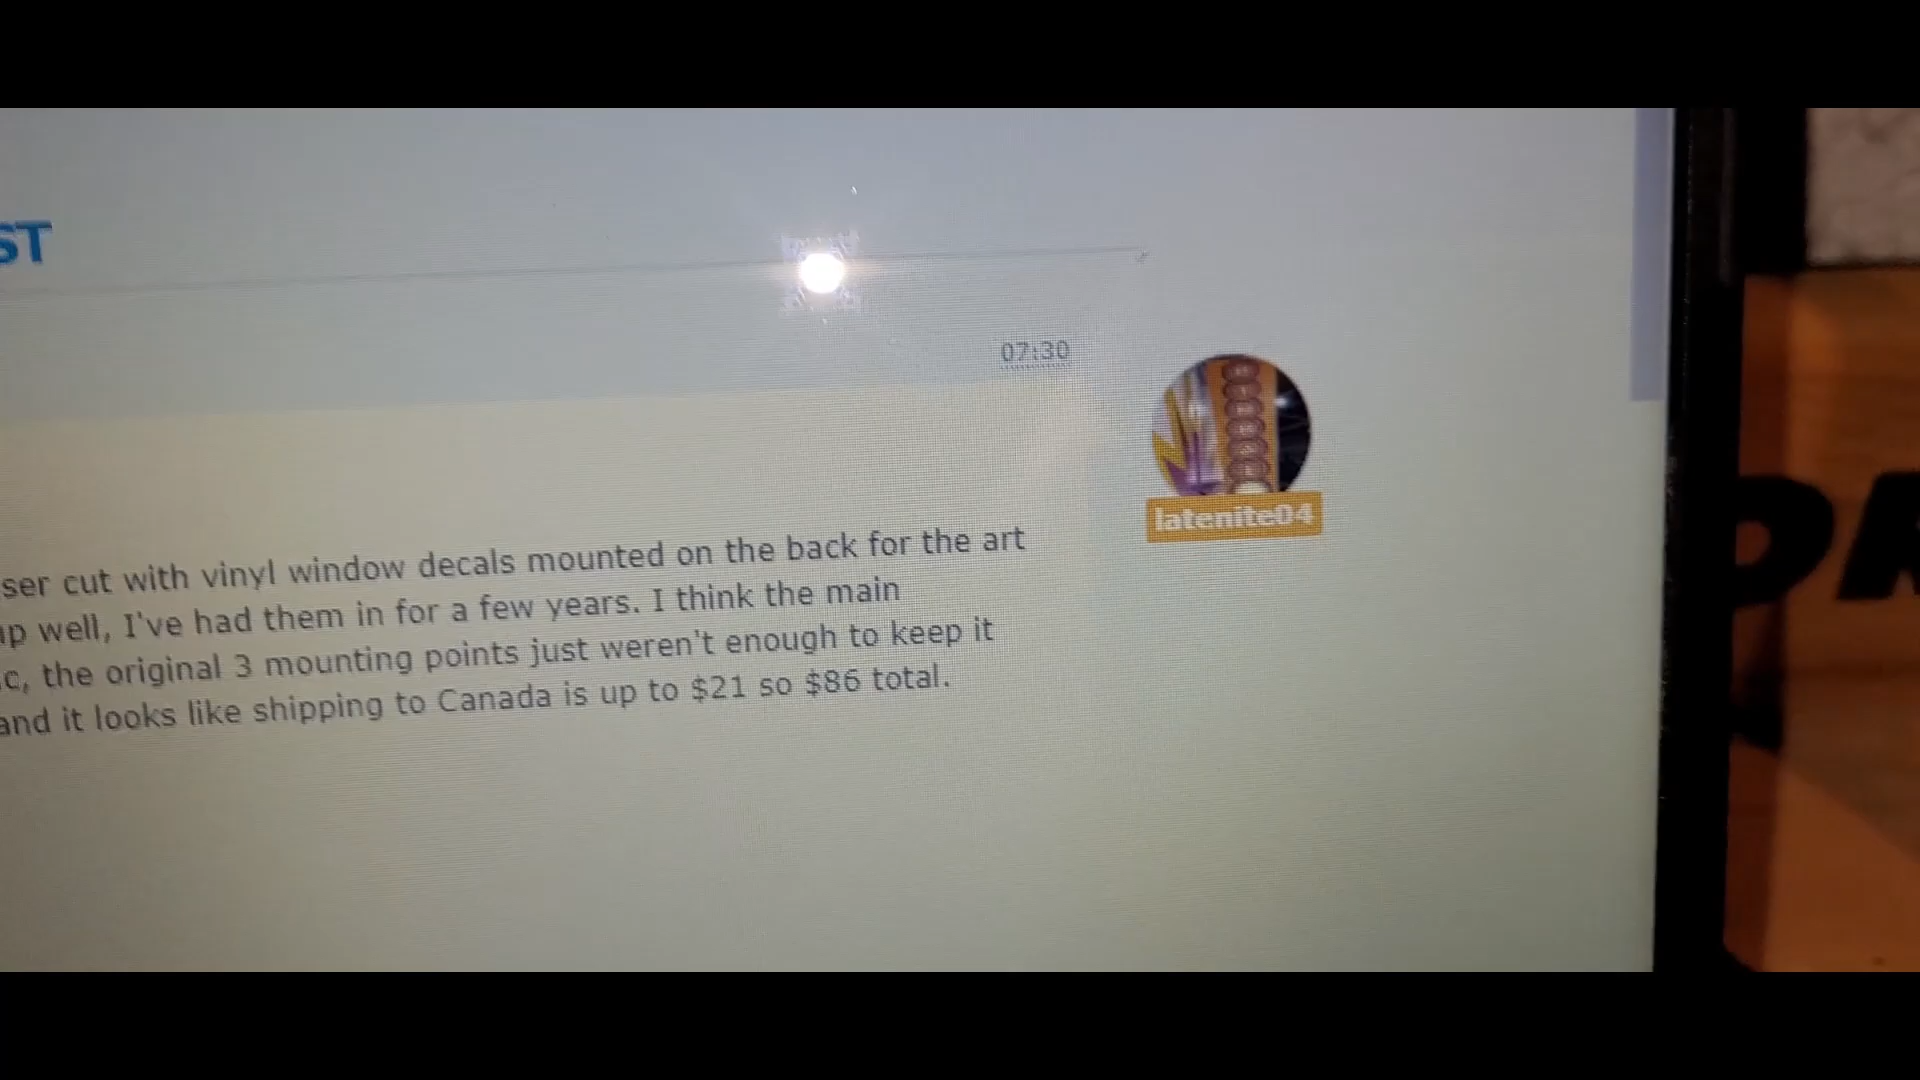 ST
07:30
latenite04
ser cut with vinyl window decals mounted on the back for the art
up well, I've had them in for a few years. I think the main
c, the original 3 mounting points just weren't enough to keep it
and it looks like shipping to Canada is up to $21 so $86 total.